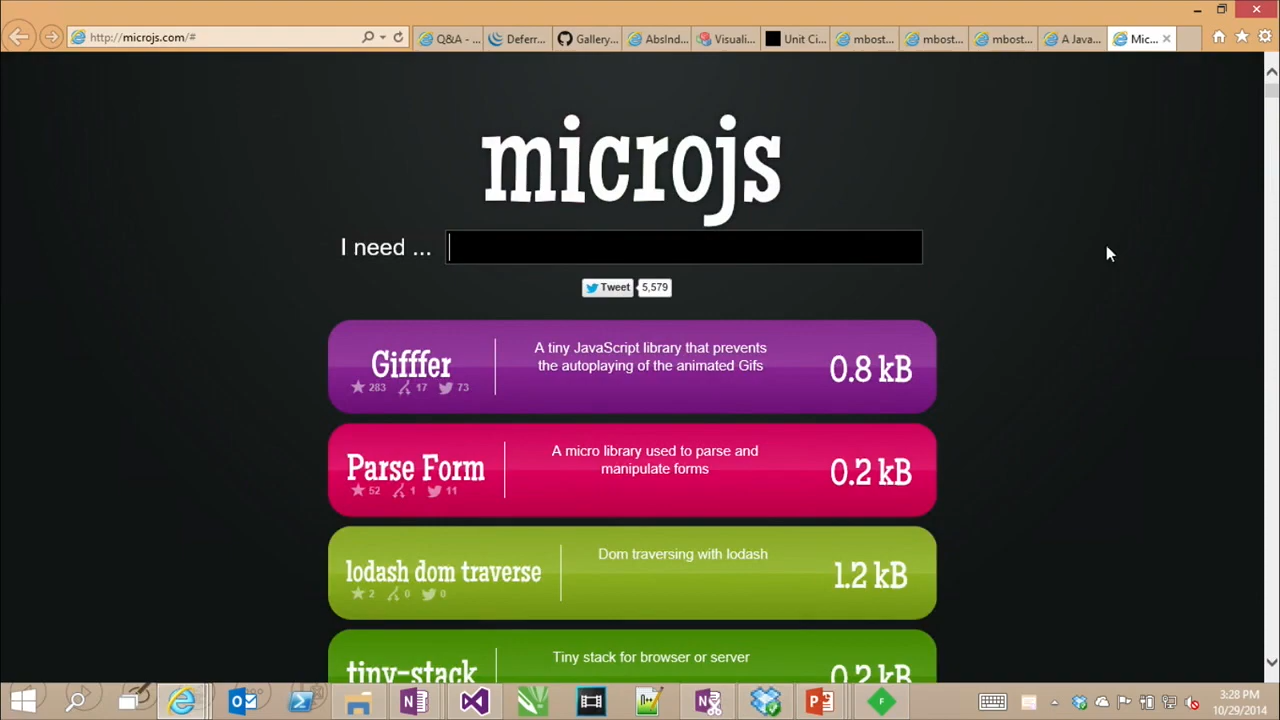 http://microjs.com/#
Q&A - ...
Deferr...
Gallery...
AbsInd...
Visuali...
Unit Ci...
mbost...
mbost...
mbost...
A Java...
Mic...
microjs
I need ...
Tweet
5,579
Gifffer
283 17 73
A tiny JavaScript library that prevents
the autoplaying of the animated Gifs
0.8 kB
Parse Form
52 1 11
A micro library used to parse and
manipulate forms
0.2 kB
lodash dom traverse
2 0 0
Dom traversing with lodash
1.2 kB
tiny-stack
Tiny stack for browser or server
0.2 kB
3:28 PM
10/29/2014